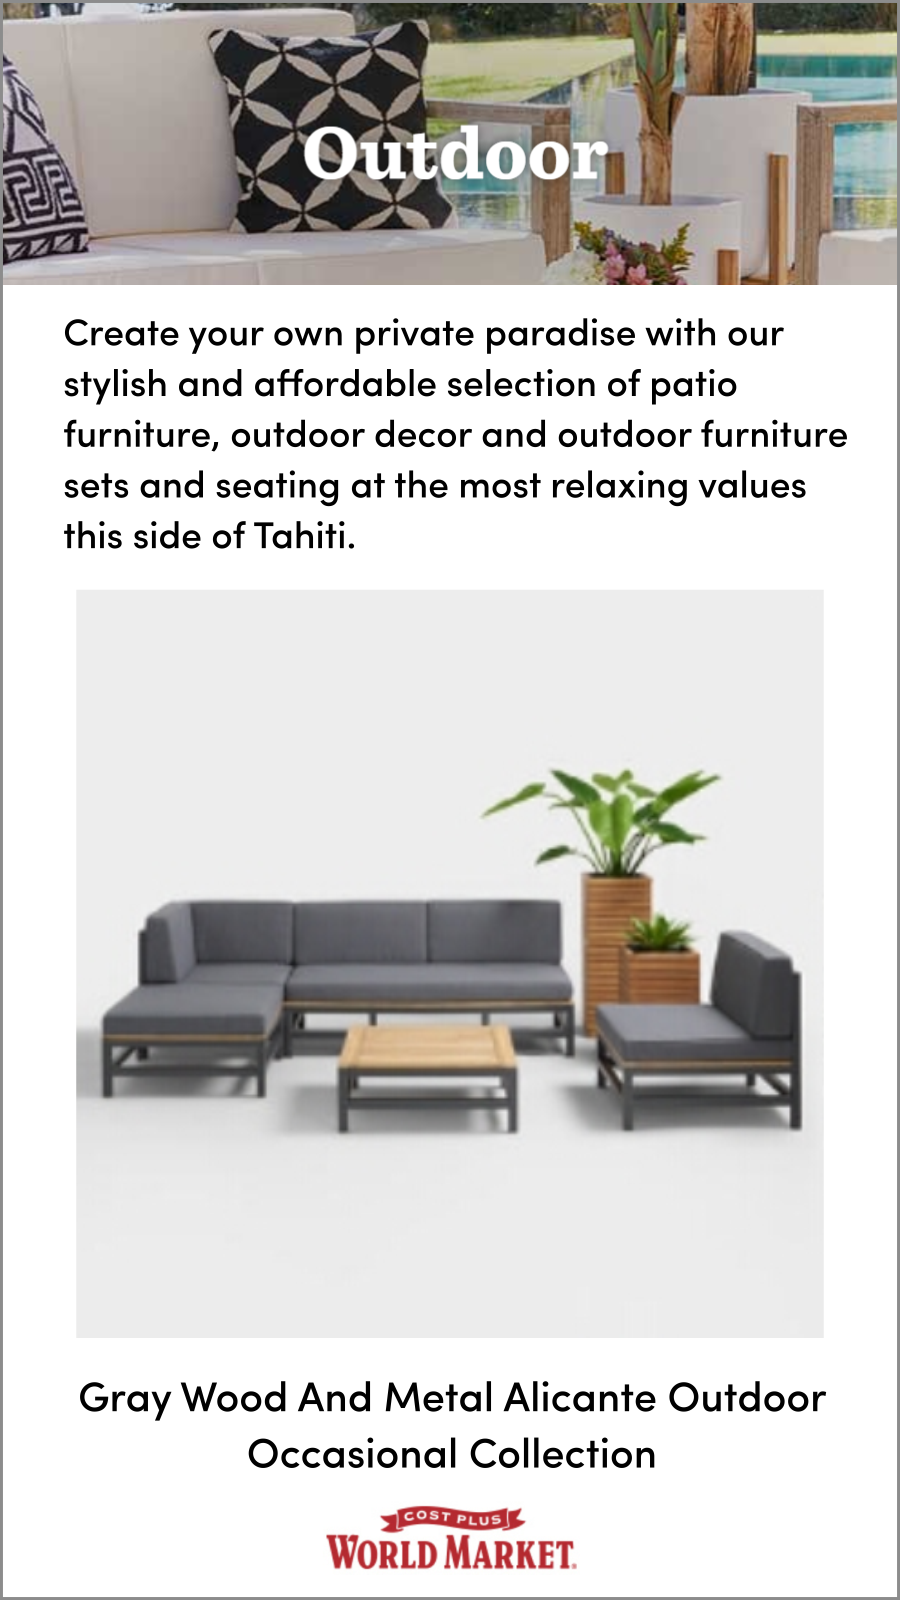 Outdoor
Create your own private paradise with our
stylish and affordable selection of patio
furniture, outdoor decor and outdoor furniture
sets and seating at the most relaxing values
this side of Tahiti.
Gray Wood And Metal Alicante Outdoor
Occasional Collection
COST PLUS
WORLD MARKET.